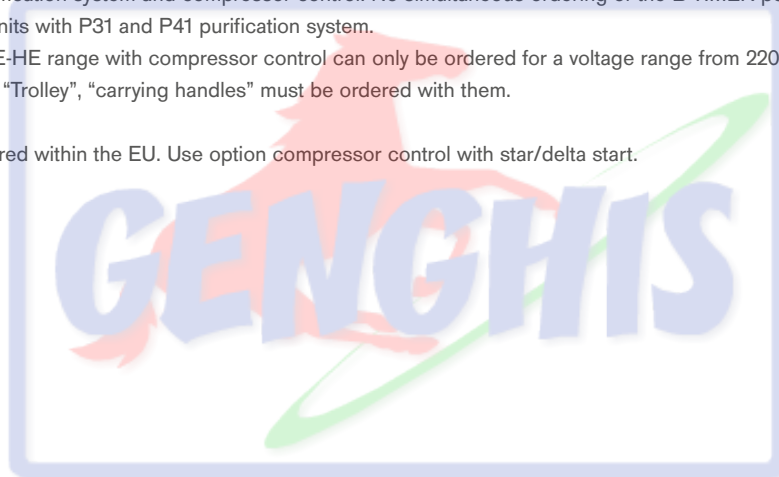 purification system and compressor control. No simultaneous ordering of the B-TIMER
units with P31 and P41 purification system.
E-HE range with compressor control can only be ordered for a voltage range from 220
“Trolley”, “carrying handles” must be ordered with them.
red within the EU. Use option compressor control with star/delta start.
GENGHIS